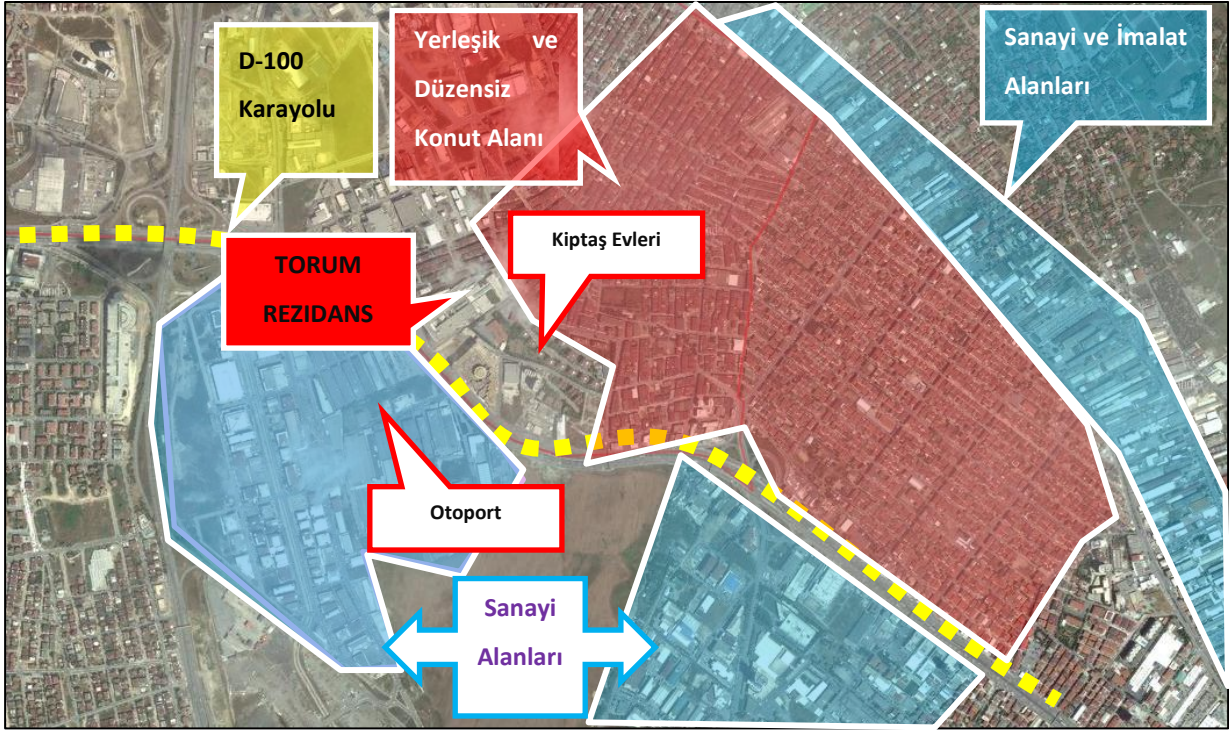 D-100
Karayolu
Yerleşik ve
Düzensiz
Konut Alanı
Sanayi ve İmalat
Alanları
TORUM
REZIDANS
Kiptaş Evleri
Otoport
Sanayi
Alanları